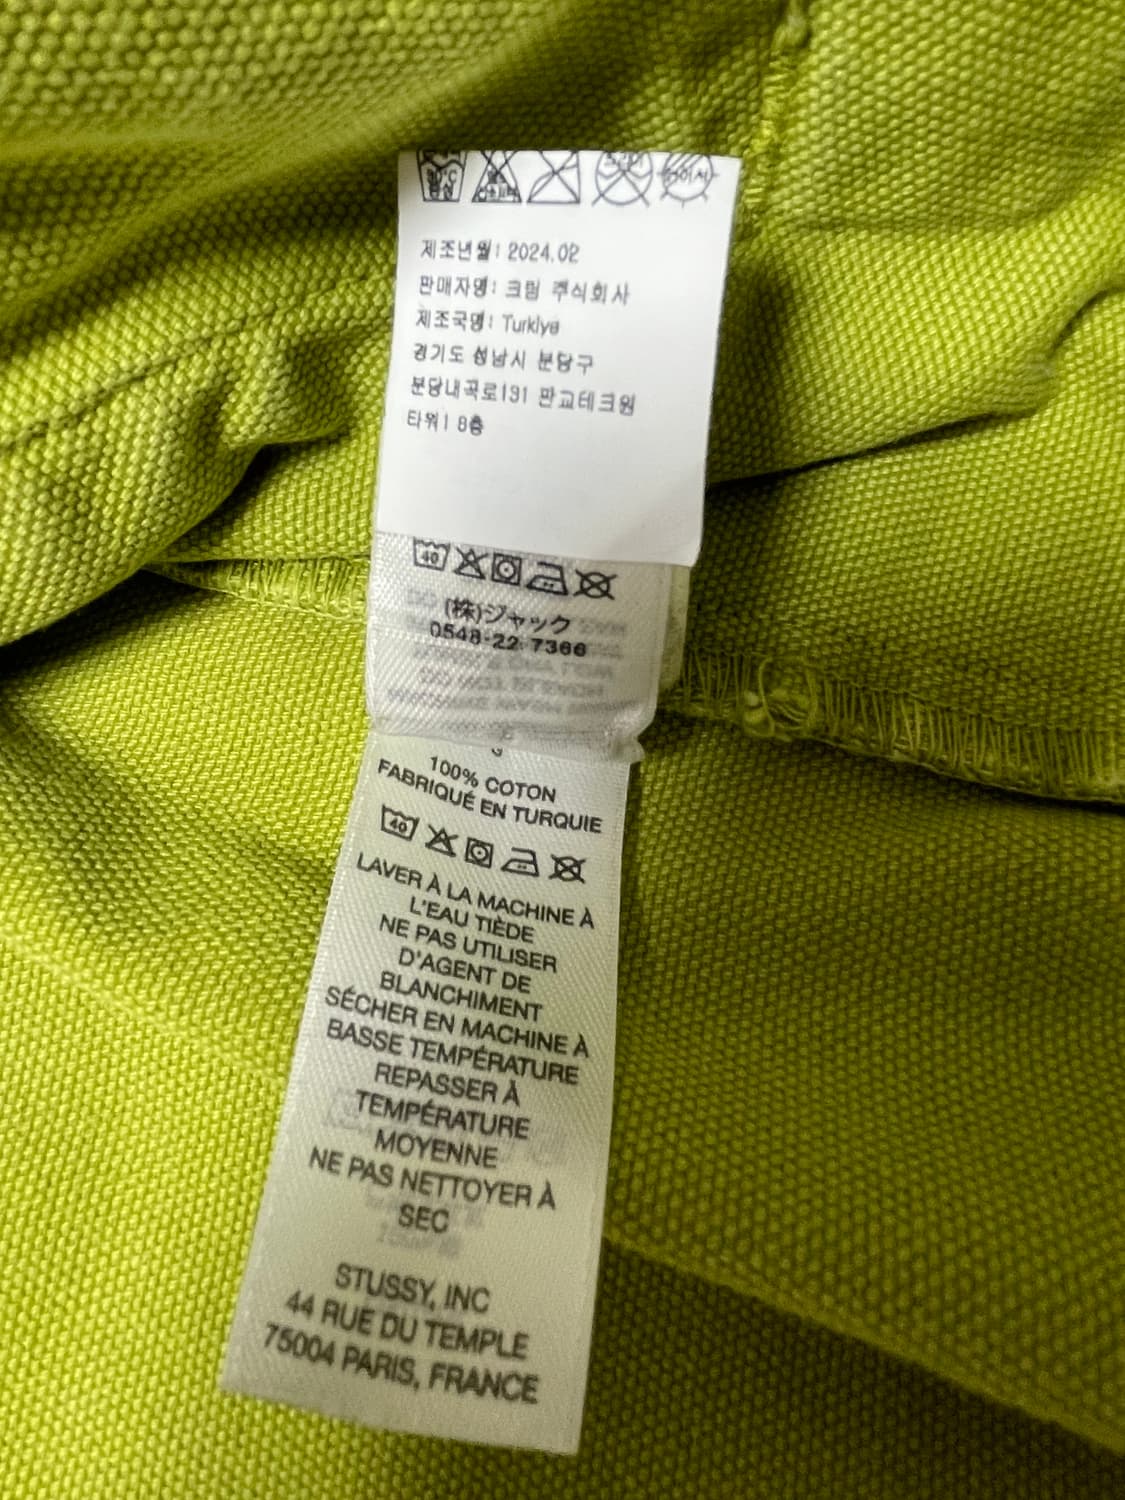 제조년월: 2024.02
판매자명: 크림 주식회사
제조국명: Turkiye
경기도 성남시 분당구
분당내곡로131 판교테크원
타워1 8층
40
(株)ジャック
0548-22-7366
100% COTON
FABRIQUÉ EN TURQUIE
40
LAVER À LA MACHINE À
L'EAU TIÈDE
NE PAS UTILISER
D'AGENT DE
BLANCHIMENT
SÉCHER EN MACHINE À
BASSE TEMPÉRATURE
REPASSER À
TEMPÉRATURE
MOYENNE
NE PAS NETTOYER À
SEC
STUSSY, INC
44 RUE DU TEMPLE
75004 PARIS, FRANCE